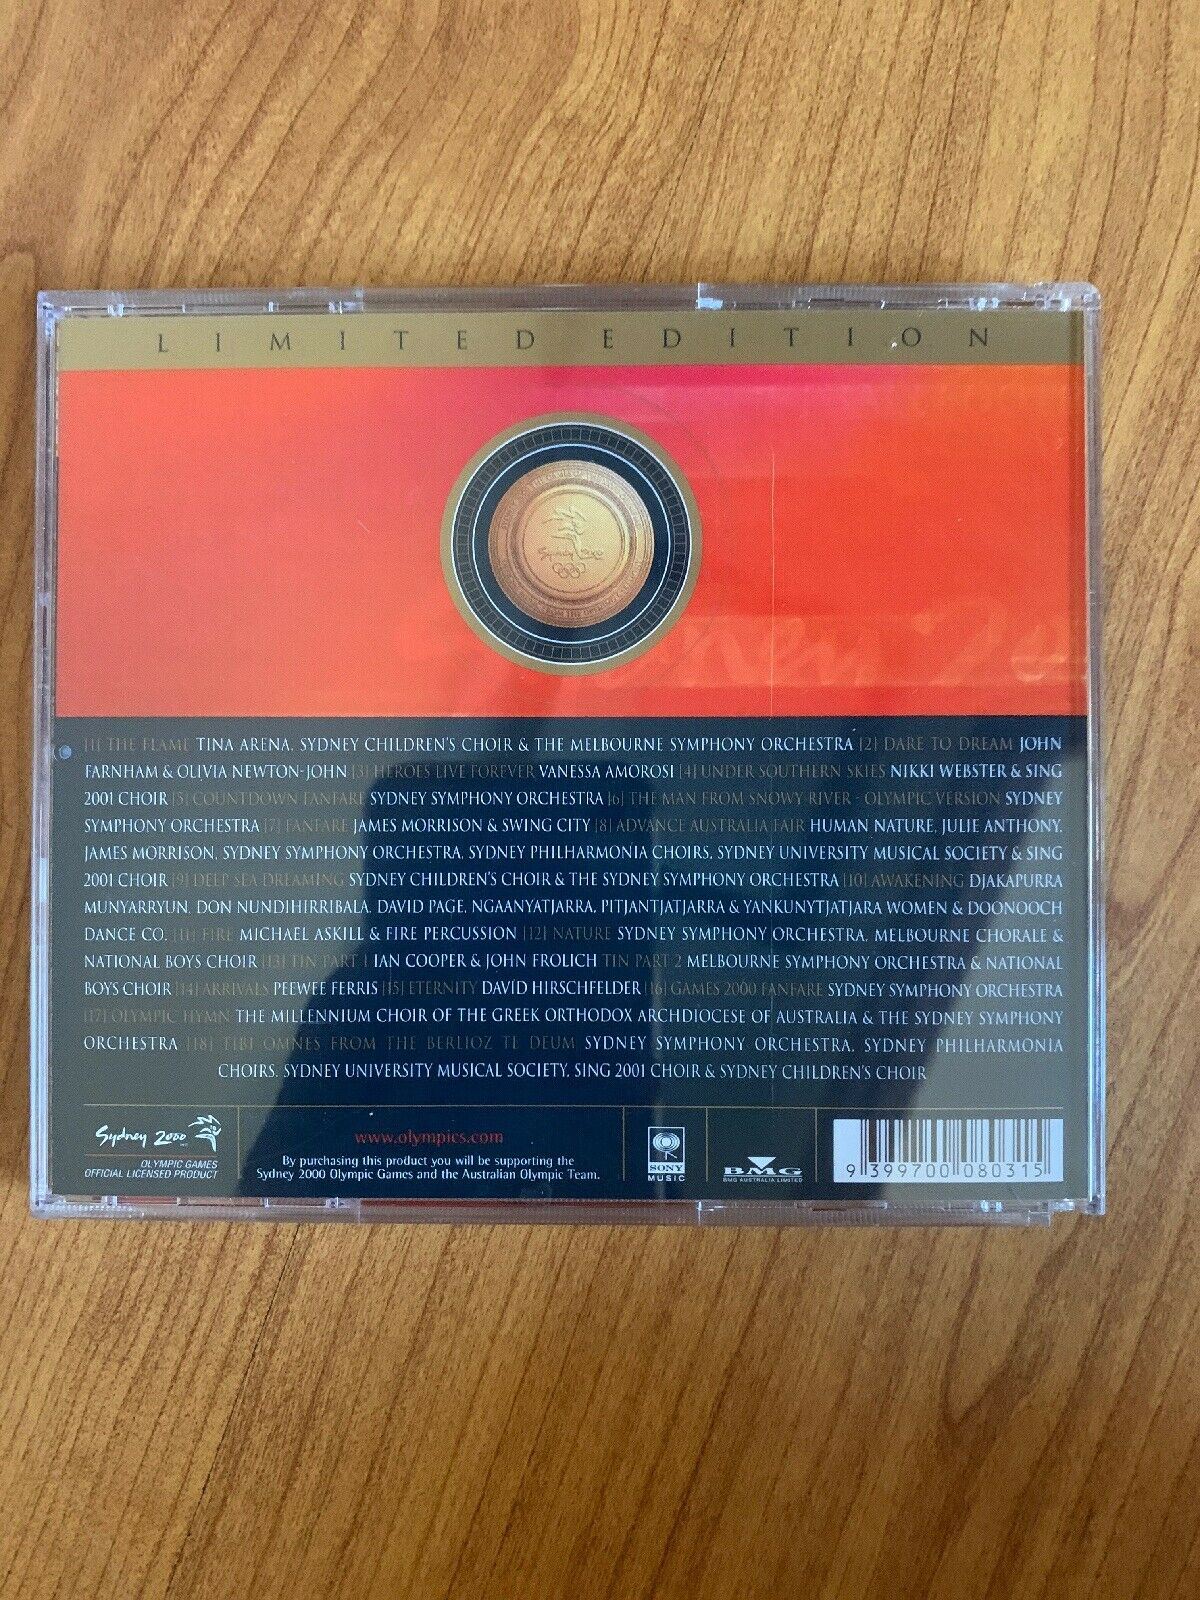 LIMITED EDITION
Sydney 2000
[1] THE FLAME TINA ARENA, SYDNEY CHILDREN'S CHOIR & THE MELBOURNE SYMPHONY ORCHESTRA [2] DARE TO DREAM JOHN
FARNHAM & OLIVIA NEWTON-JOHN [3] HEROES LIVE FOREVER VANESSA AMOROSI [4] UNDER SOUTHERN SKIES NIKKI WEBSTER & SING
2001 CHOIR [5] COUNTDOWN FANFARE SYDNEY SYMPHONY ORCHESTRA [6] THE MAN FROM SNOWY RIVER - OLYMPIC VERSION SYDNEY
SYMPHONY ORCHESTRA [7] FANFARE JAMES MORRISON & SWING CITY [8] ADVANCE AUSTRALIA FAIR HUMAN NATURE, JULIE ANTHONY,
JAMES MORRISON, SYDNEY SYMPHONY ORCHESTRA, SYDNEY PHILHARMONIA CHOIRS, SYDNEY UNIVERSITY MUSICAL SOCIETY & SING
2001 CHOIR [9] DEEP SEA DREAMING SYDNEY CHILDREN'S CHOIR & THE SYDNEY SYMPHONY ORCHESTRA [10] AWAKENING DJAKAPURRA
MUNYARRYUN, DON NUNDIHIRRIBALA, DAVID PAGE, NGAANYATJARRA, PITJANTJATJARRA & YANKUNYTJATJARA WOMEN & DOONOOCH
DANCE CO. [11] FIRE MICHAEL ASKILL & FIRE PERCUSSION [12] NATURE SYDNEY SYMPHONY ORCHESTRA, MELBOURNE CHORALE &
NATIONAL BOYS CHOIR [13] TIN PART 1 IAN COOPER & JOHN FROLICH TIN PART 2 MELBOURNE SYMPHONY ORCHESTRA & NATIONAL
BOYS CHOIR [14] ARRIVALS PEEWEE FERRIS [15] ETERNITY DAVID HIRSCHFELDER [16] GAMES 2000 FANFARE SYDNEY SYMPHONY ORCHESTRA
[17] OLYMPIC HYMN THE MILLENNIUM CHOIR OF THE GREEK ORTHODOX ARCHDIOCESE OF AUSTRALIA & THE SYDNEY SYMPHONY
ORCHESTRA [18] TIBI OMNES FROM THE BERLIOZ TE DEUM SYDNEY SYMPHONY ORCHESTRA, SYDNEY PHILHARMONIA
CHOIRS, SYDNEY UNIVERSITY MUSICAL SOCIETY, SING 2001 CHOIR & SYDNEY CHILDREN'S CHOIR
Sydney 2000
OLYMPIC GAMES
OFFICIAL LICENSED PRODUCT
www.olympics.com
By purchasing this product you will be supporting the
Sydney 2000 Olympic Games and the Australian Olympic Team.
SONY
MUSIC
BMG
BMG AUSTRALIA LIMITED
9 399700 080315